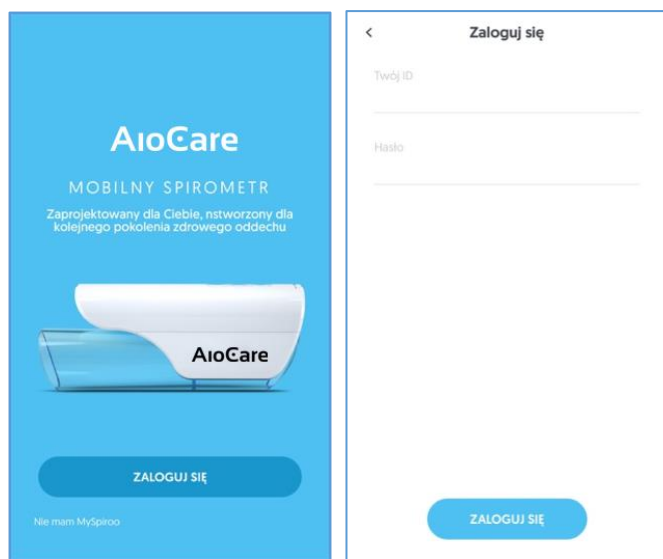 AioCare
MOBILNY SPIROMETR
Zaprojektowany dla Ciebie, nstworzony dla
kolejnego pokolenia zdrowego oddechu
AioCare
ZALOGUJ SIĘ
Nie mam MySpiroo
Zaloguj się
Twój ID
Hasło
ZALOGUJ SIĘ